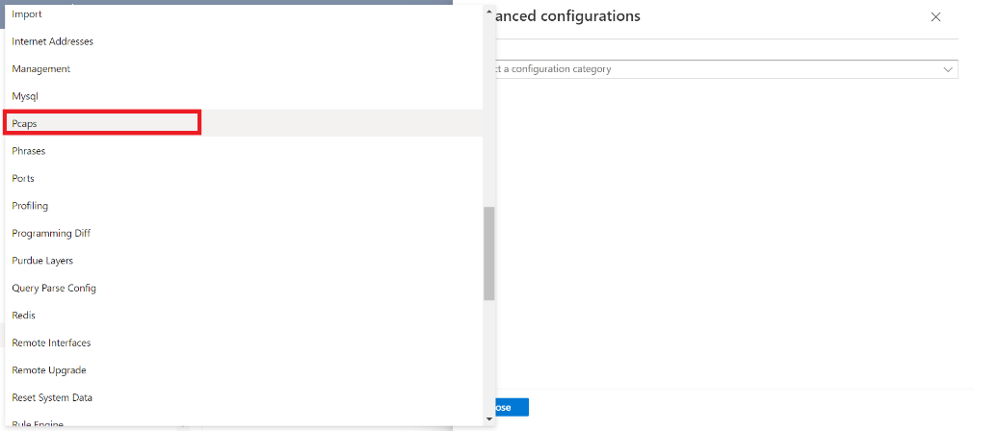 Import
Internet Addresses
Management
Mysql
Pcaps
Phrases
Ports
Profiling
Programming Diff
Purdue Layers
Query Parse Config
Redis
Remote Interfaces
Remote Upgrade
Reset System Data
Rule Engine
anced configurations
ct a configuration category
ose